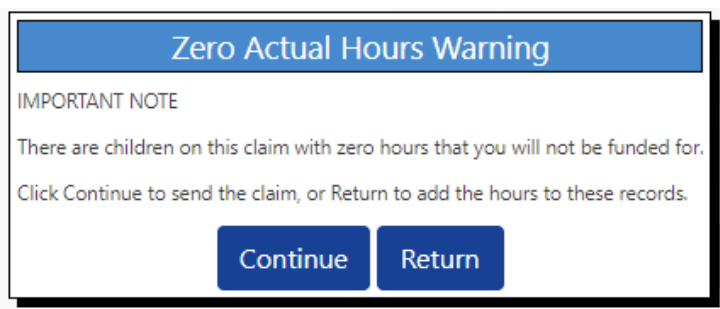 Zero Actual Hours Warning
IMPORTANT NOTE
There are children on this claim with zero hours that you will not be funded for.
Click Continue to send the claim, or Return to add the hours to these records.
Continue Return